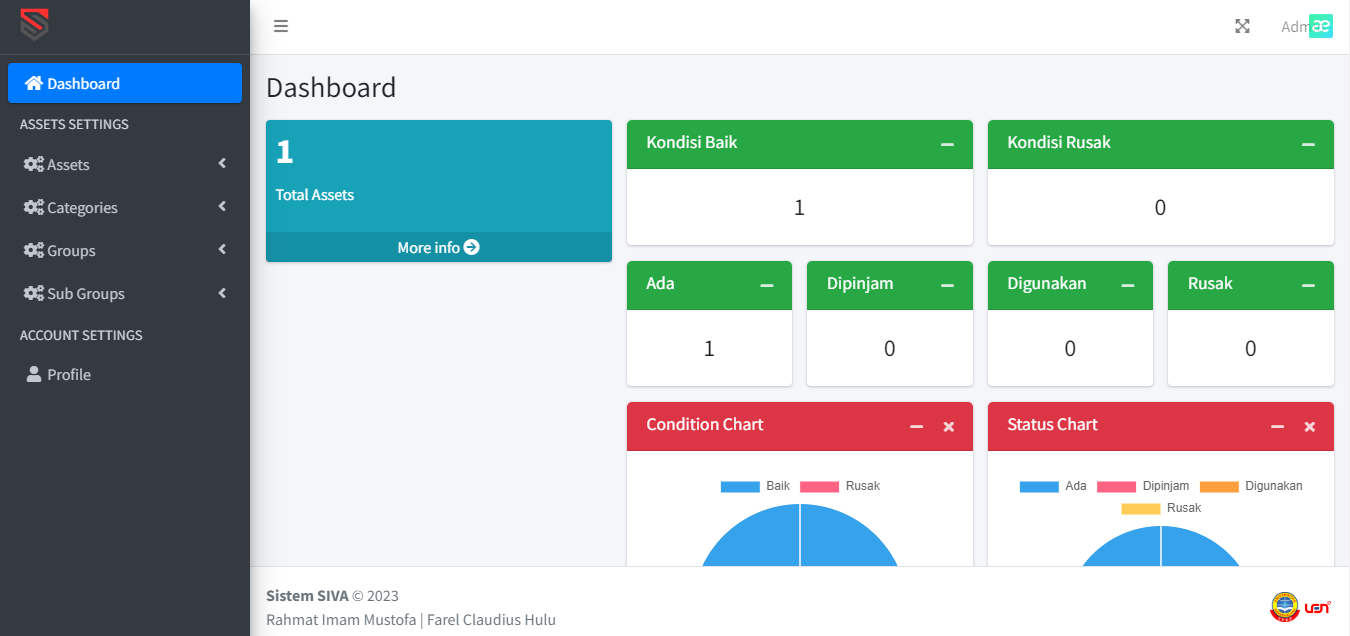 Adm
Dashboard
ASSETS SETTINGS
Assets
Categories
Groups
Sub Groups
ACCOUNT SETTINGS
Profile
Dashboard
1
Total Assets
More info
Kondisi Baik
1
Kondisi Rusak
0
Ada
1
Dipinjam
0
Digunakan
0
Rusak
0
Condition Chart
Baik Rusak
Status Chart
Ada Dipinjam Digunakan
Rusak
Sistem SIVA © 2023
Rahmat Imam Mustofa | Farel Claudius Hulu